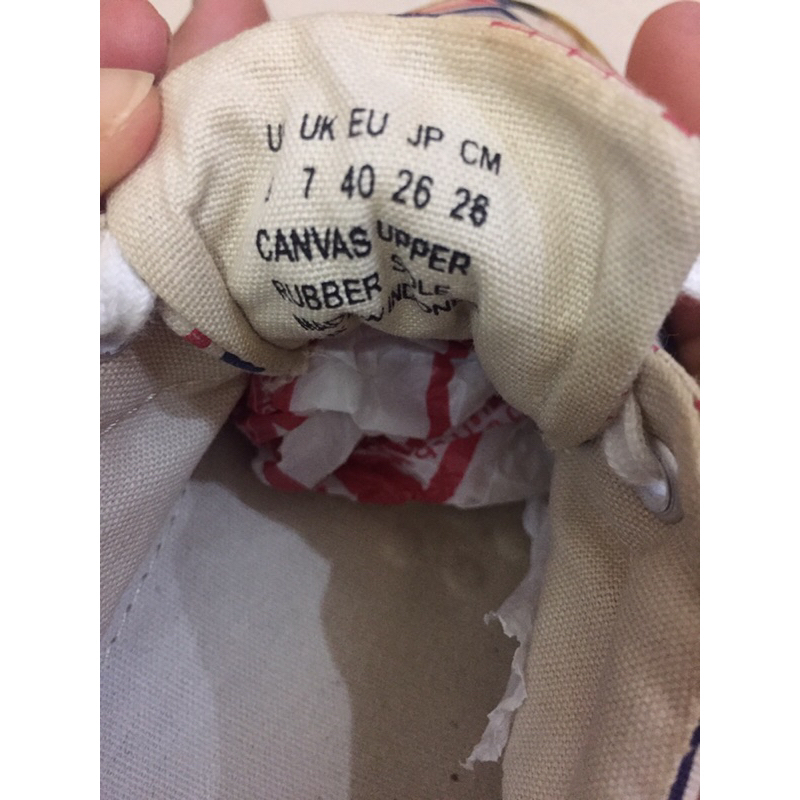 UK EU JP CM
7 40 26 26
CANVAS UPPER
RUBBER